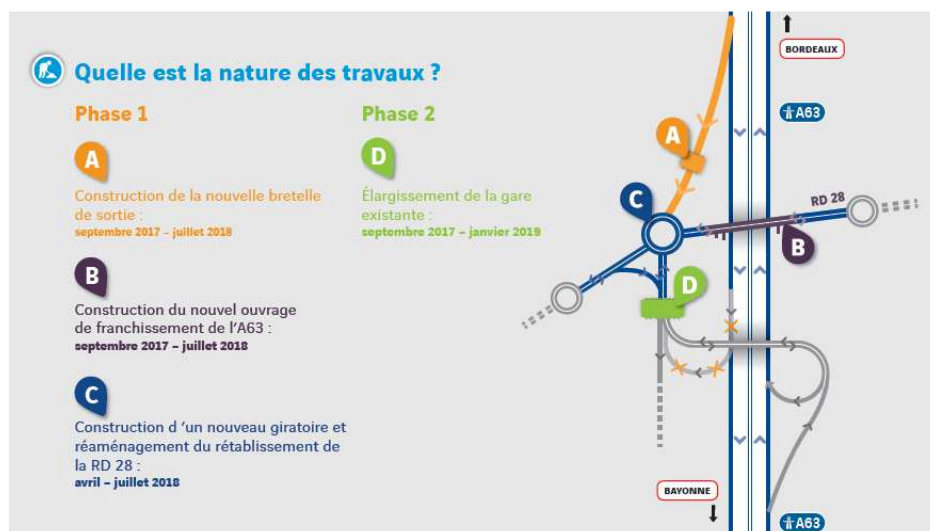 Quelle est la nature des travaux ?
Phase 1
A
Construction de la nouvelle bretelle
de sortie :
septembre 2017 – juillet 2018
B
Construction du nouvel ouvrage
de franchissement de l'A63 :
septembre 2017 – juillet 2018
C
Construction d 'un nouveau giratoire et
réaménagement du rétablissement de
la RD 28 :
avril – juillet 2018
Phase 2
D
Élargissement de la gare
existante :
septembre 2017 – janvier 2019
BORDEAUX
A63
A
C
RD 28
B
D
BAYONNE
A63